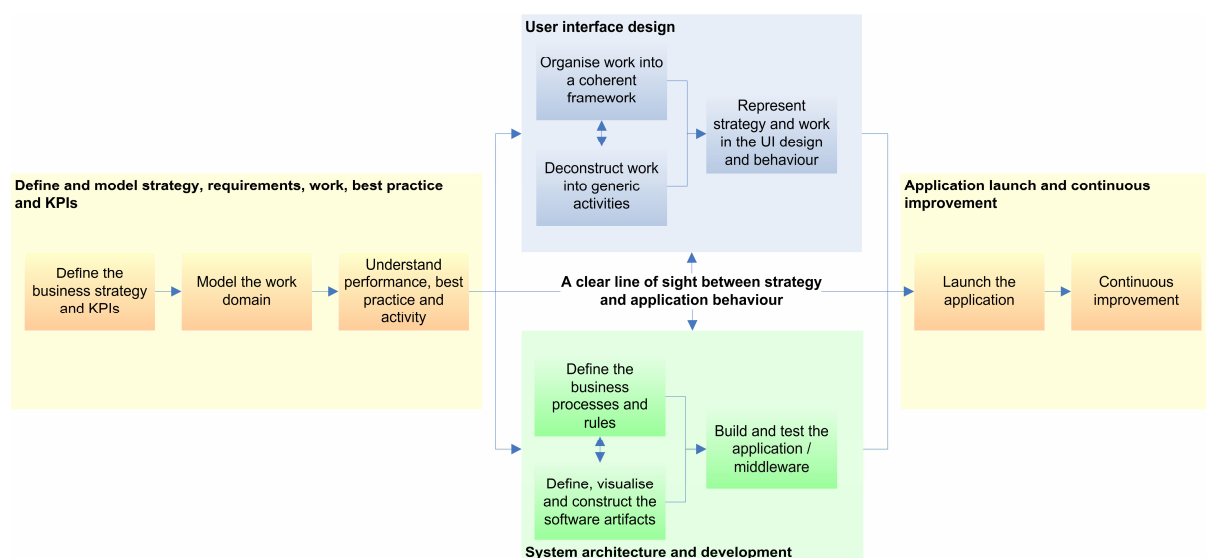 User interface design
Organise work into
a coherent
framework
Deconstruct work
into generic
activities
Represent
strategy and work
in the UI design
and behaviour
Define and model strategy, requirements, work, best practice
and KPIs
Define the
business strategy
and KPIs
Model the work
domain
Understand
performance, best
practice and
activity
A clear line of sight between strategy
and application behaviour
Application launch and continuous
improvement
Launch the
application
Continuous
improvement
Define the
business
processes and
rules
Define, visualise
and construct the
software artifacts
Build and test the
application /
middleware
System architecture and development